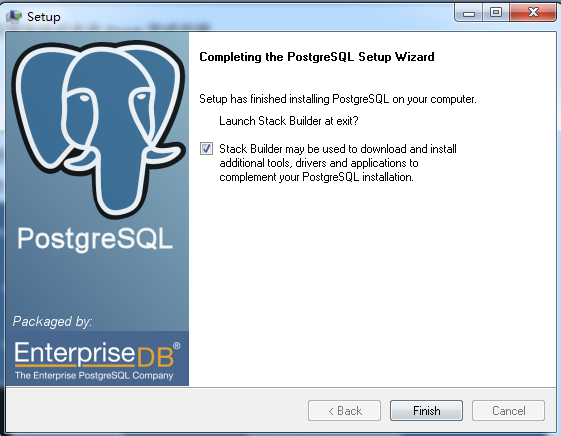 Setup
Completing the PostgreSQL Setup Wizard
Setup has finished installing PostgreSQL on your computer.
Launch Stack Builder at exit?
Stack Builder may be used to download and install
additional tools, drivers and applications to
complement your PostgreSQL installation.
PostgreSQL
Packaged by:
EnterpriseDB®
The Enterprise PostgreSQL Company
< Back
Finish
Cancel